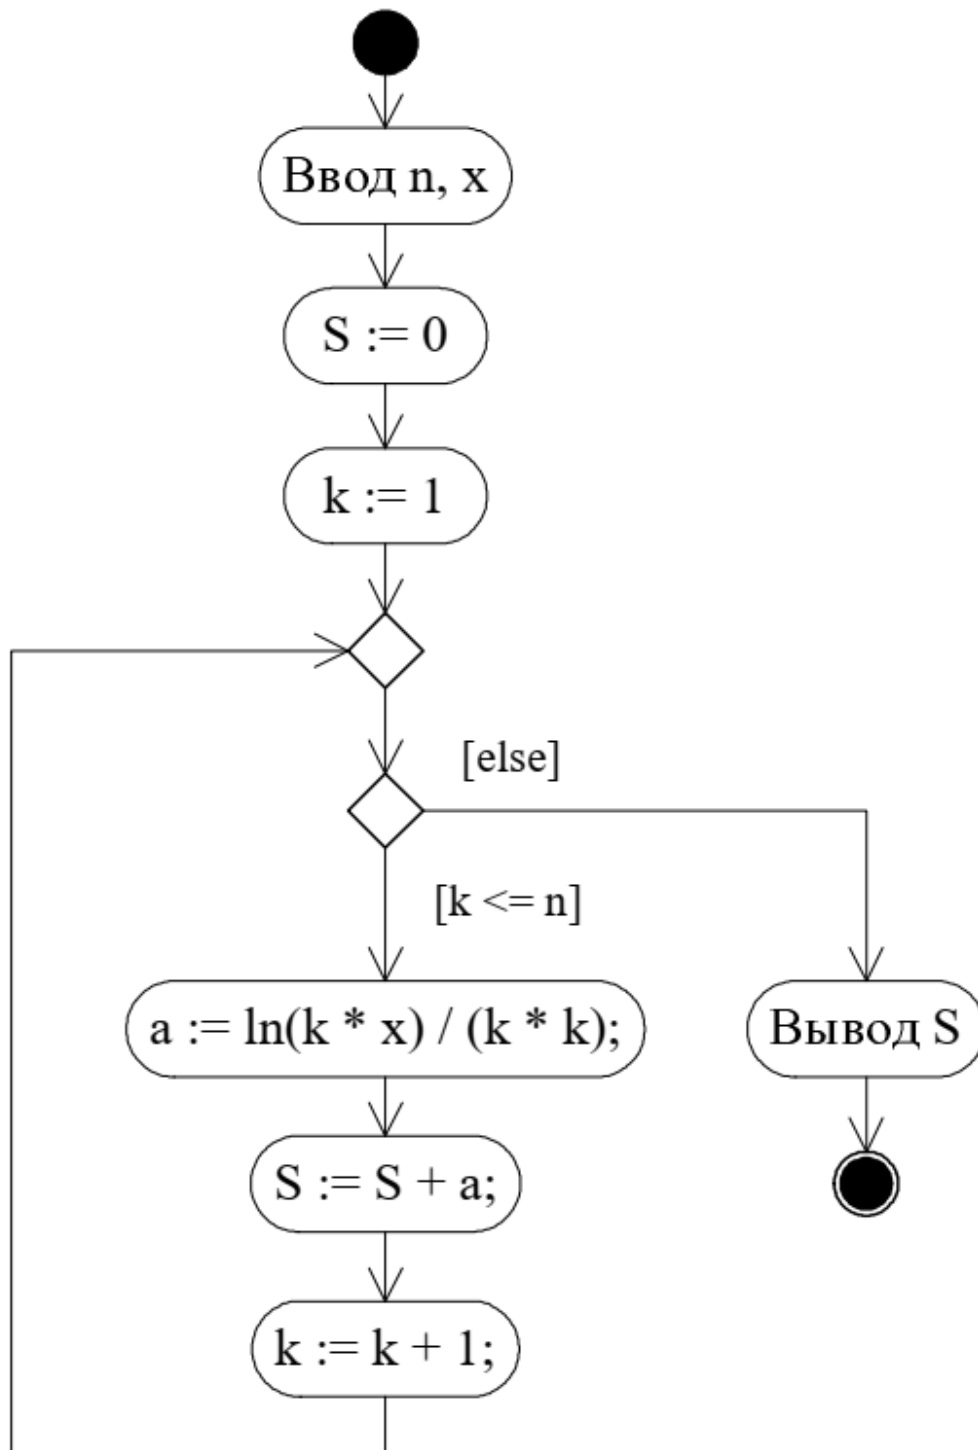 Ввод n, x
S := 0
k := 1
[else]
[k <= n]
a := ln(k * x) / (k * k);
Вывод S
S := S + a;
k := k + 1;